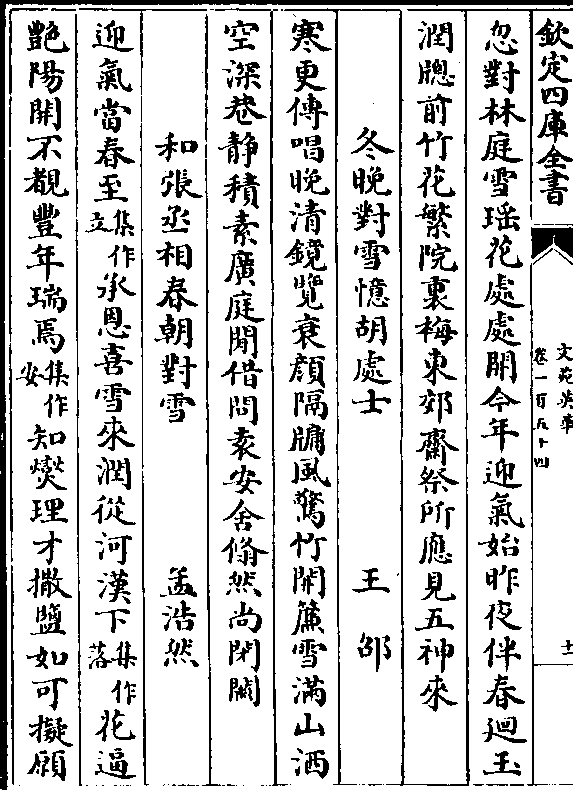 欽定四庫全書
文苑英華
卷一百五十四
十
忽對林庭雪瑶花處處開今年迎氣始昨夜伴春廻玉
潤牕前竹花繁院裏梅東郊齋祭所應見五神來
冬晚對雪憶胡處士 王邵
寒更傳唱晚清鏡覽衰顔隔牖風驚竹開簾雪滿山洒
空深巷静積素廣庭閒借問袁安舍翛然尚閉關
和張丞相春朝對雪 孟浩然
迎氣當春至集作立承恩喜雪來潤從河漢下集作落花逼
艶陽開不覩豐年瑞焉集作安知燮理才撒鹽如可擬願